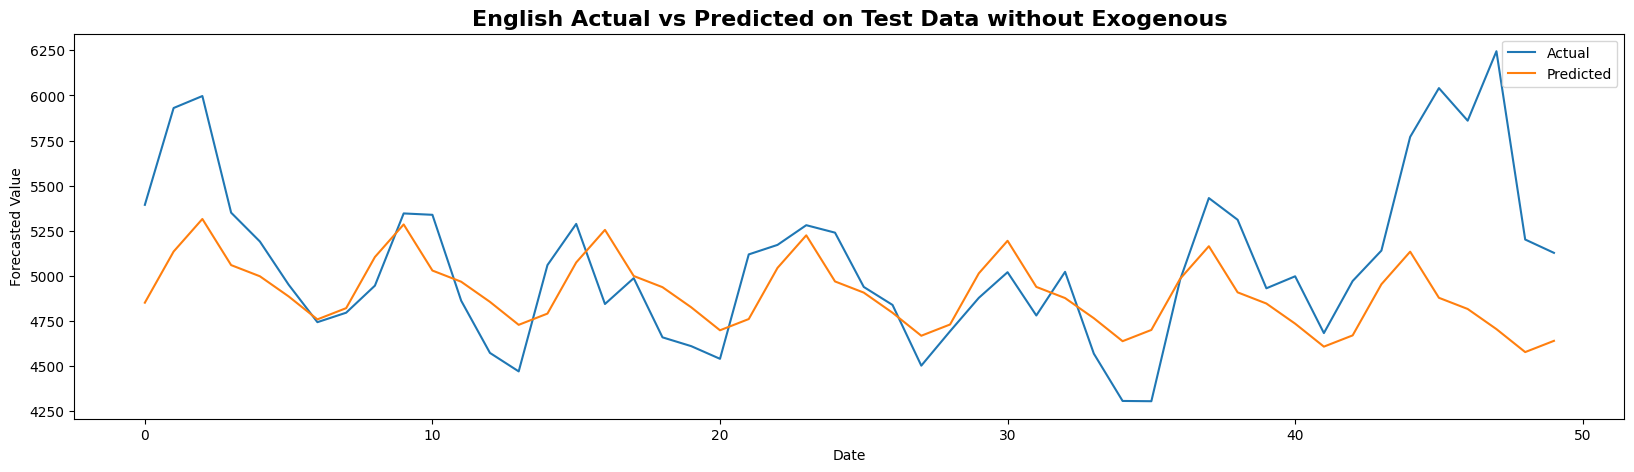 English Actual vs Predicted on Test Data without Exogenous
Actual
Predicted
6250
6000
5750
5500
5250
5000
4750
4500
4250
Forecasted Value
0 10 20 30 40 50
Date